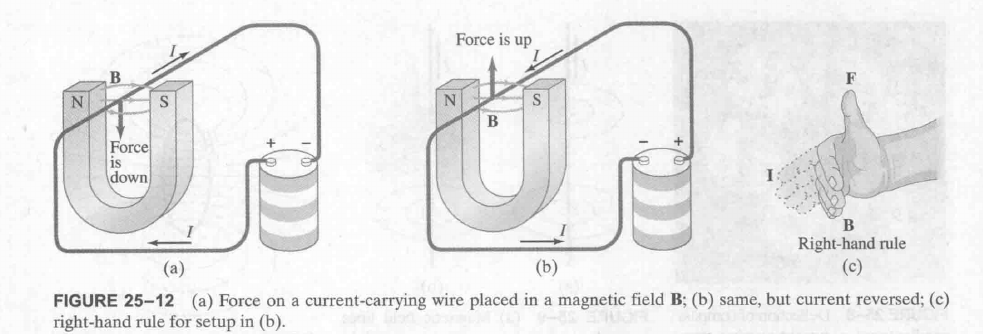 I
B
N
S
Force
is
down
+ −
I
(a)
Force is up
I
N
S
B
− +
I
(b)
F
I
B
Right-hand rule
(c)
FIGURE 25–12 (a) Force on a current-carrying wire placed in a magnetic field B; (b) same, but current reversed; (c)
right-hand rule for setup in (b).